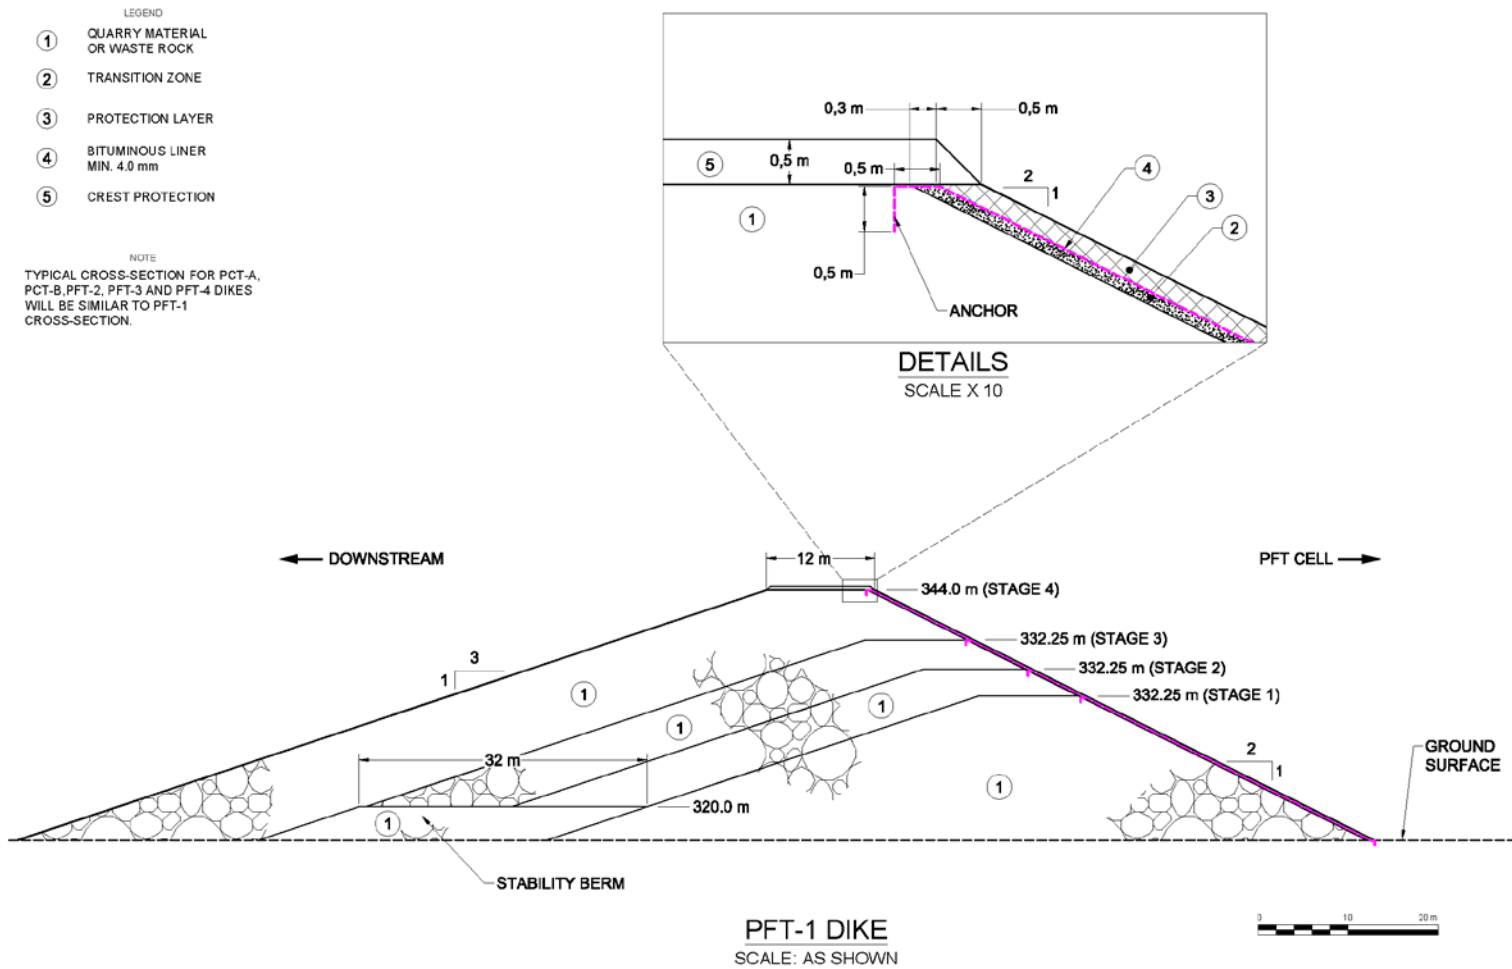 LEGEND
1 QUARRY MATERIAL
OR WASTE ROCK
2 TRANSITION ZONE
3 PROTECTION LAYER
4 BITUMINOUS LINER
MIN. 4.0 mm
5 CREST PROTECTION
NOTE
TYPICAL CROSS-SECTION FOR PCT-A,
PCT-B,PFT-2, PFT-3 AND PFT-4 DIKES
WILL BE SIMILAR TO PFT-1
CROSS-SECTION.
0,3 m
0,5 m
5
0,5 m
0,5 m
2
1
4
3
2
1
0,5 m
ANCHOR
DETAILS
SCALE X 10
DOWNSTREAM
12 m
PFT CELL
344.0 m (STAGE 4)
332.25 m (STAGE 3)
332.25 m (STAGE 2)
332.25 m (STAGE 1)
3
1
1
1
1
32 m
2
1
GROUND
SURFACE
1
320.0 m
1
STABILITY BERM
PFT-1 DIKE
SCALE: AS SHOWN
0 10 20 m